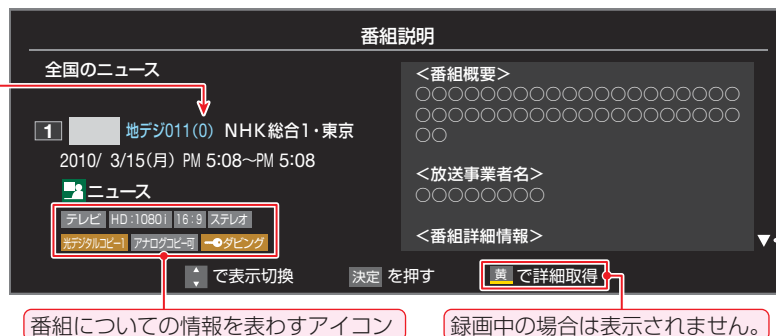 番組説明
全国のニュース
1 地デジ011(0) NHK総合1・東京
2010/ 3/15(月) PM 5:08～PM 5:08
ニュース
テレビ HD:1080i 16:9 ステレオ
光デジタルコピー1 アナログコピー可 ダビング
＜番組概要＞
○○○○○○○○○○○○○○○○○○○○
○○○○○○○○○○○○○○○○○○○○
○○
＜放送事業者名＞
○○○○○○○○
＜番組詳細情報＞
で表示切換 決定 を押す 黄 で詳細取得
番組についての情報を表わすアイコン
録画中の場合は表示されません。